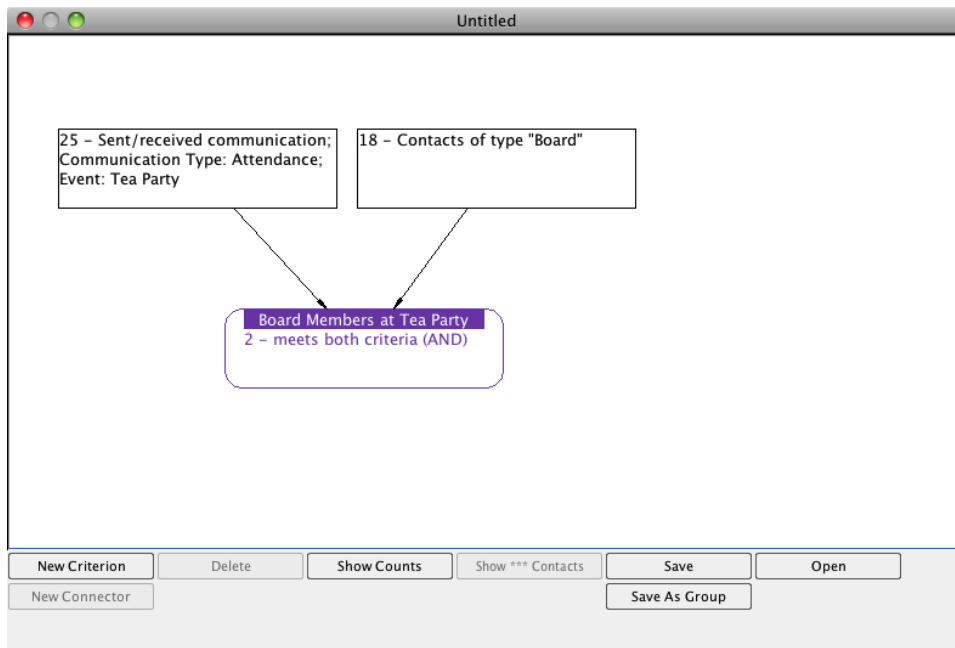 Untitled
25 – Sent/received communication;
Communication Type: Attendance;
Event: Tea Party
18 – Contacts of type "Board"
Board Members at Tea Party
2 – meets both criteria (AND)
New Criterion
Delete
Show Counts
Show *** Contacts
Save
Open
New Connector
Save As Group